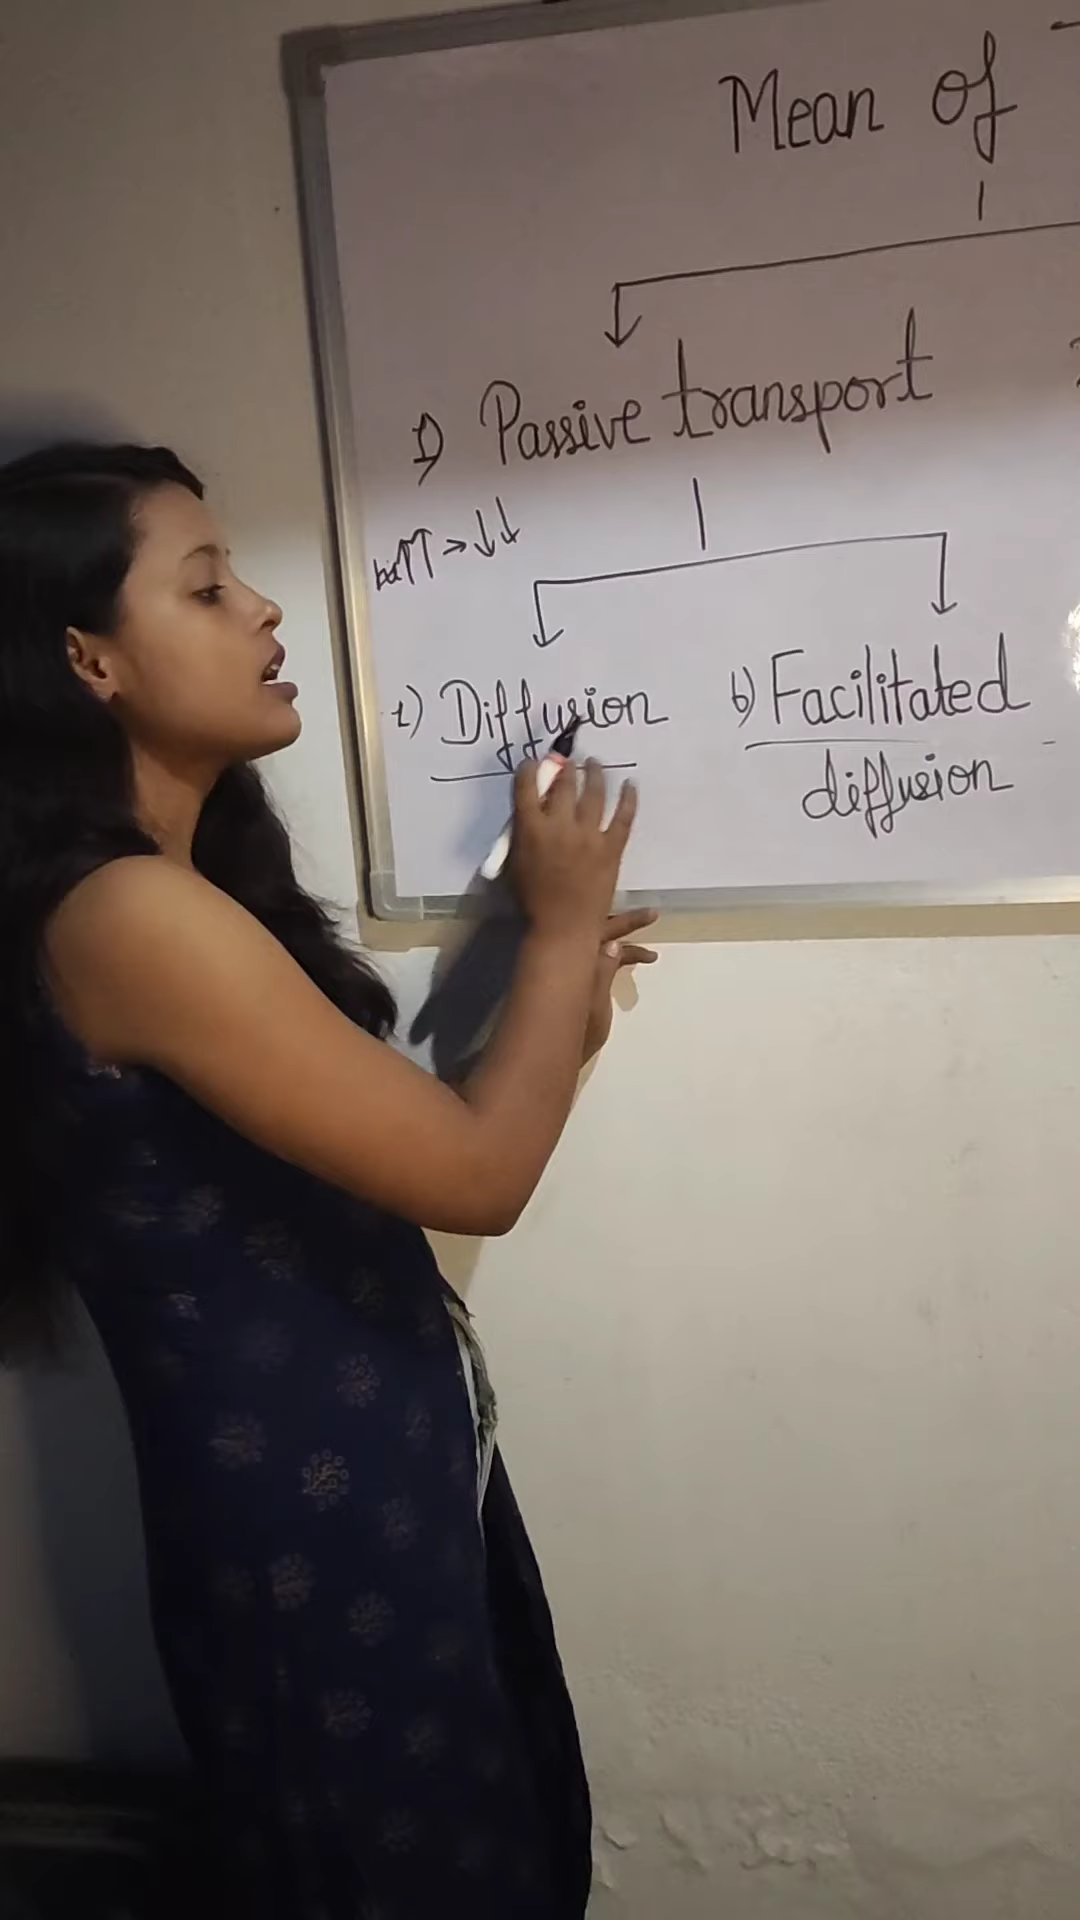 Mean of
1) Passive transport
↑↑ > ↓↓
1) Diffusion
b) Facilitated
diffusion